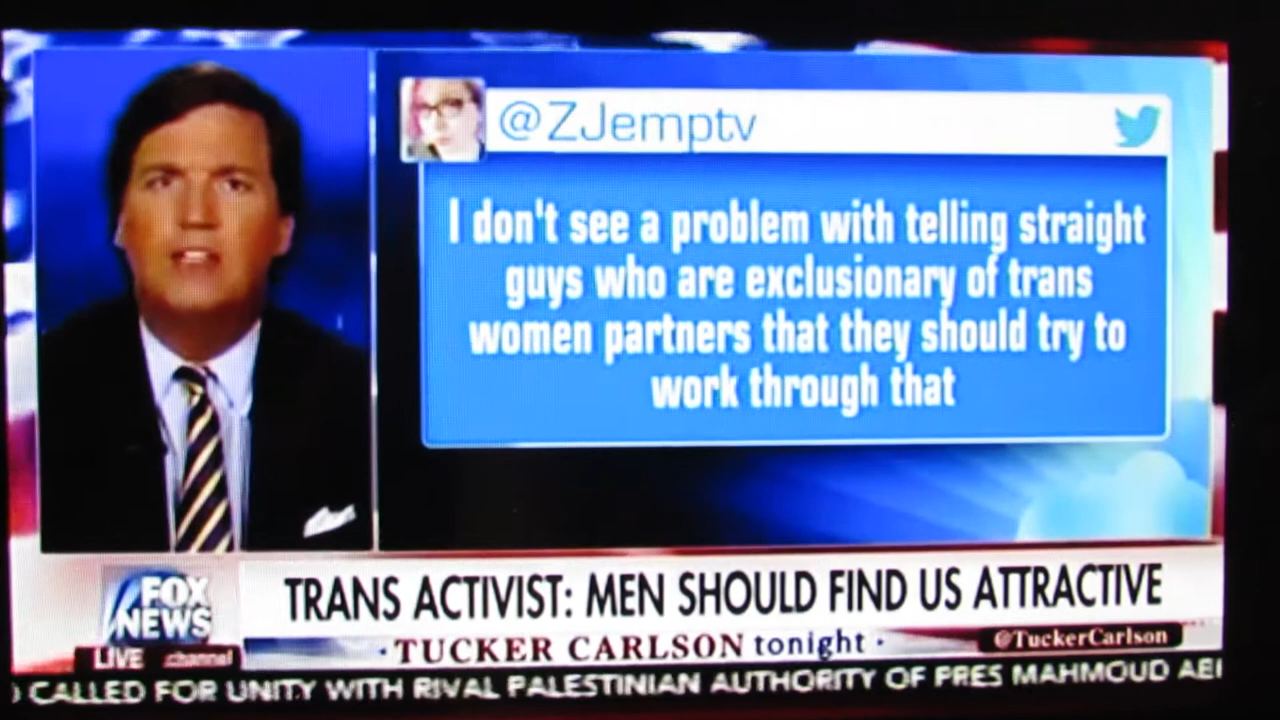 @ZJemptv
I don't see a problem with telling straight
guys who are exclusionary of trans
women partners that they should try to
work through that
FOX
NEWS
channel
LIVE
TRANS ACTIVIST: MEN SHOULD FIND US ATTRACTIVE
· TUCKER CARLSON tonight ·
@TuckerCarlson
CALLED FOR UNITY WITH RIVAL PALESTINIAN AUTHORITY OF PRES MAHMOUD